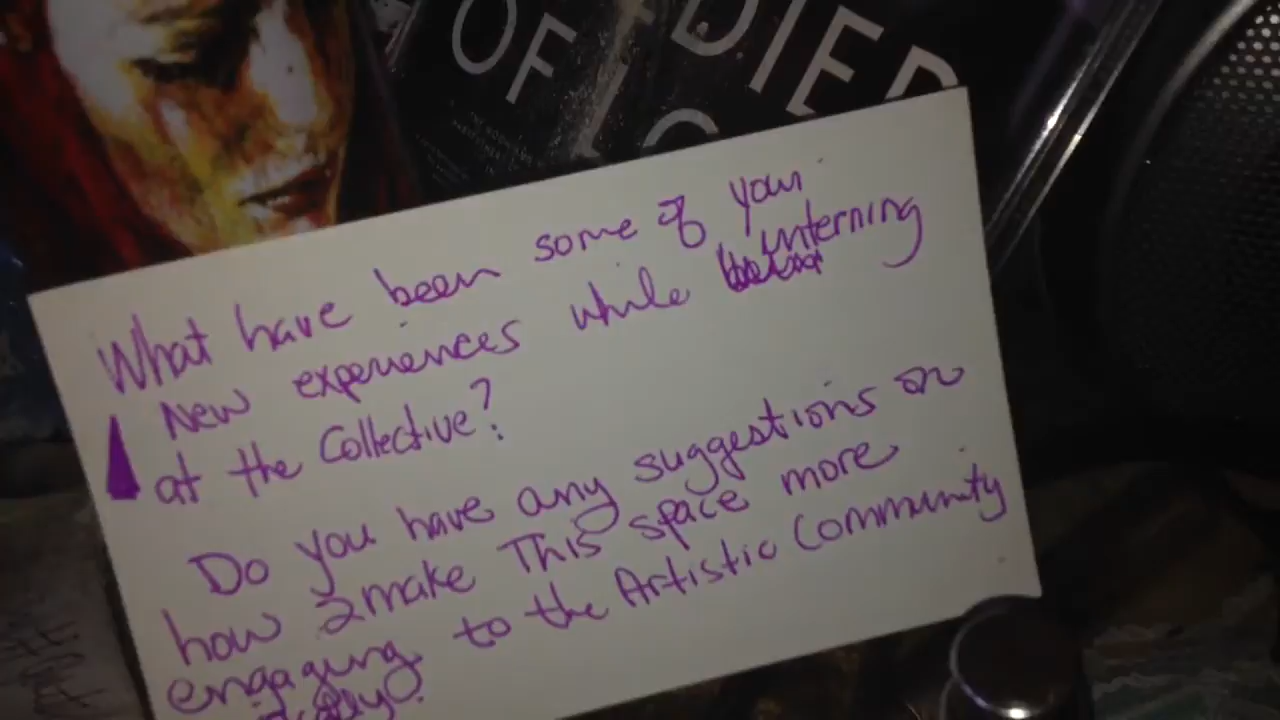 OF
DIED
LO
What have been some of your
New experiences while interning
at the Collective?
Do you have any suggestions on
how 2 make This space more
engaging to the Artistic Community